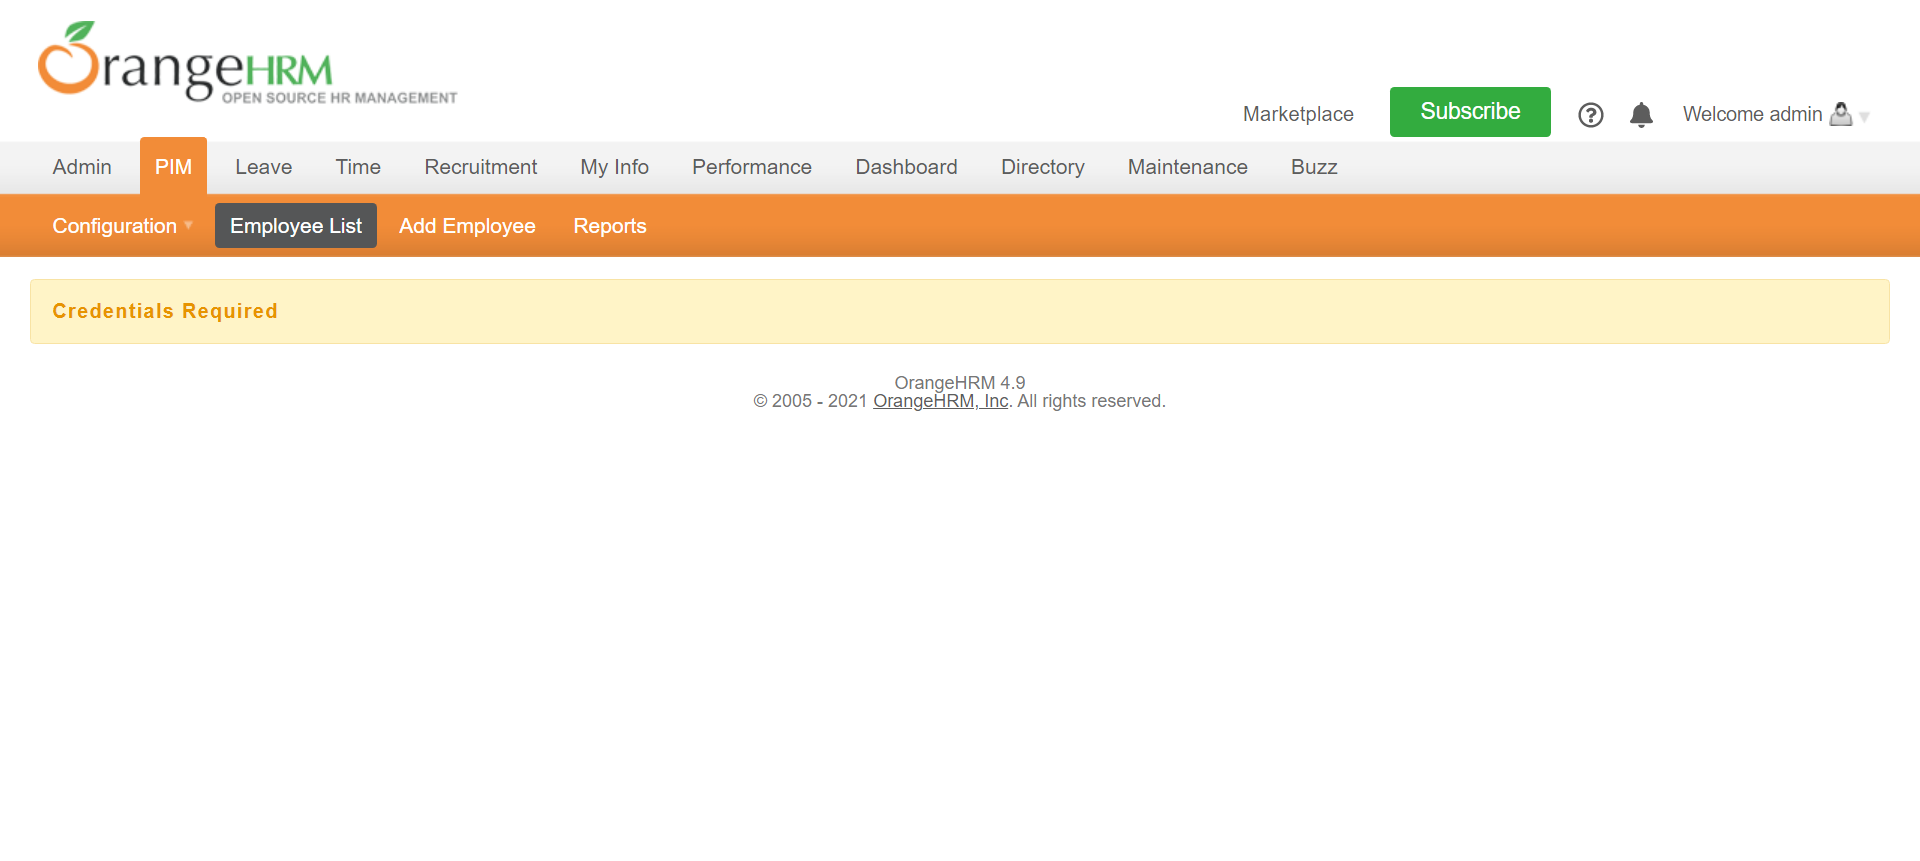 OrangeHRM
OPEN SOURCE HR MANAGEMENT
Marketplace Subscribe Welcome admin
Admin PIM Leave Time Recruitment My Info Performance Dashboard Directory Maintenance Buzz
Configuration Employee List Add Employee Reports
Credentials Required
OrangeHRM 4.9
© 2005 - 2021 OrangeHRM, Inc. All rights reserved.